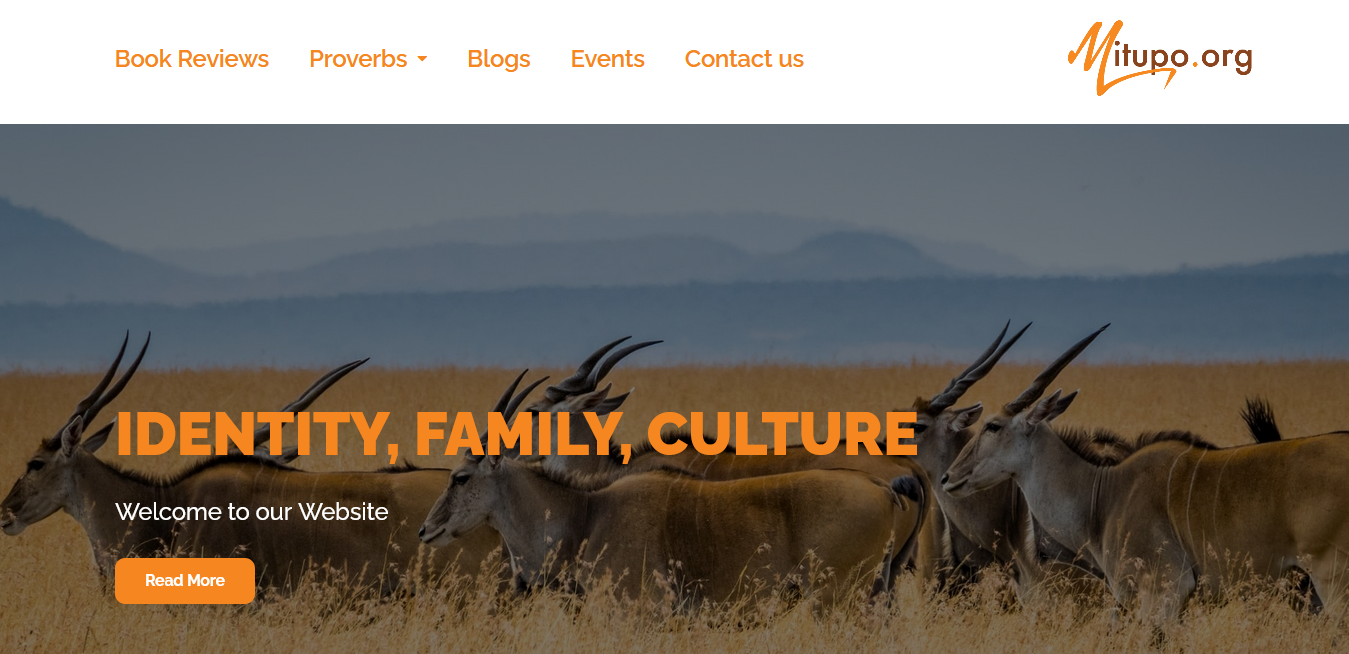 Book Reviews Proverbs Blogs Events Contact us Mitupo.org
IDENTITY, FAMILY, CULTURE
Welcome to our Website
Read More